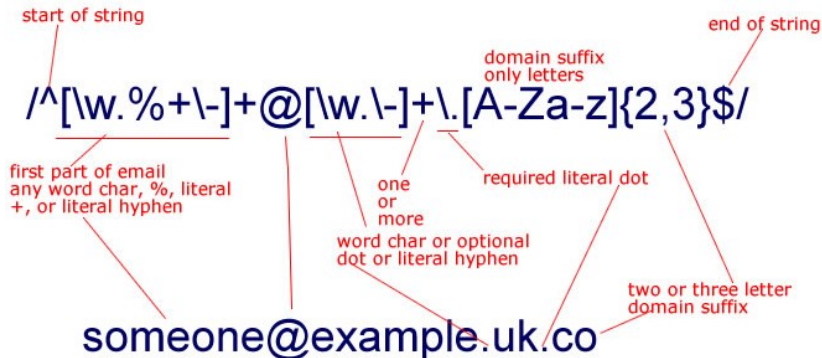 start of string
end of string
domain suffix
only letters
/^[\w.%+\-]+@[\w.\-]+\.[A-Za-z]{2,3}$/
first part of email
any word char, %, literal
+, or literal hyphen
one
or
more
required literal dot
word char or optional
dot or literal hyphen
two or three letter
domain suffix
someone@example.uk.co